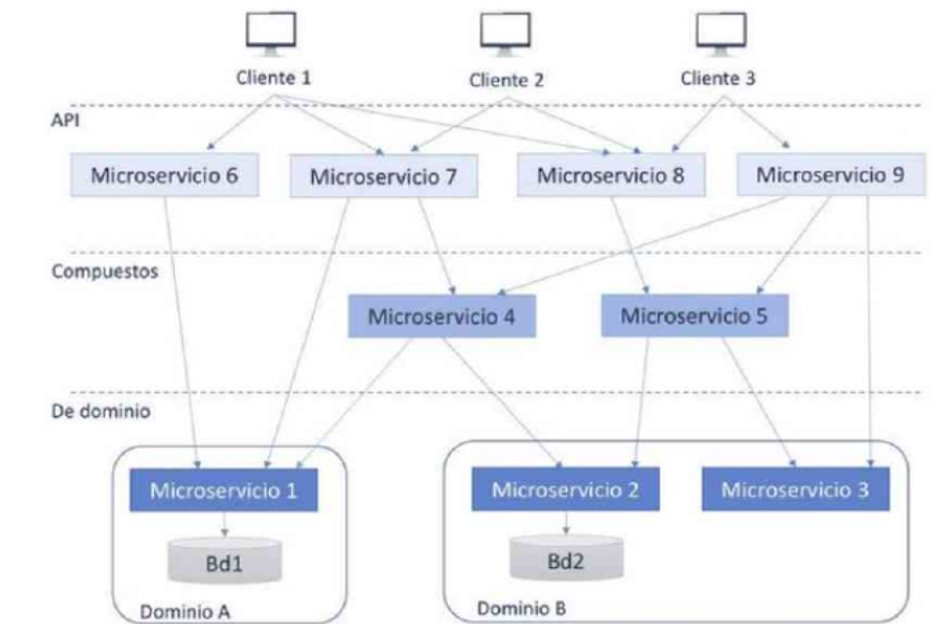 Cliente 1
Cliente 2
Cliente 3
API
Microservicio 6
Microservicio 7
Microservicio 8
Microservicio 9
Compuestos
Microservicio 4
Microservicio 5
De dominio
Microservicio 1
Microservicio 2
Microservicio 3
Bd1
Bd2
Dominio A
Dominio B